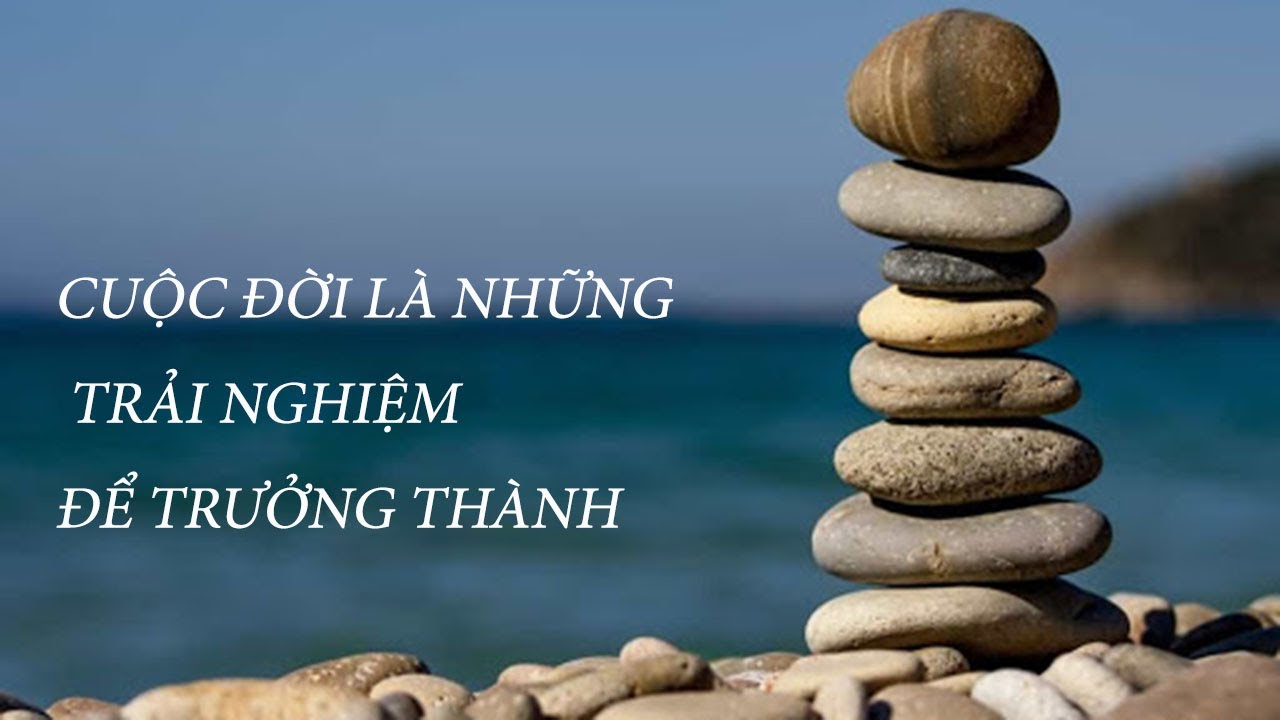 CUỘC ĐỜI LÀ NHỮNG
TRẢI NGHIỆM
ĐỂ TRƯỞNG THÀNH